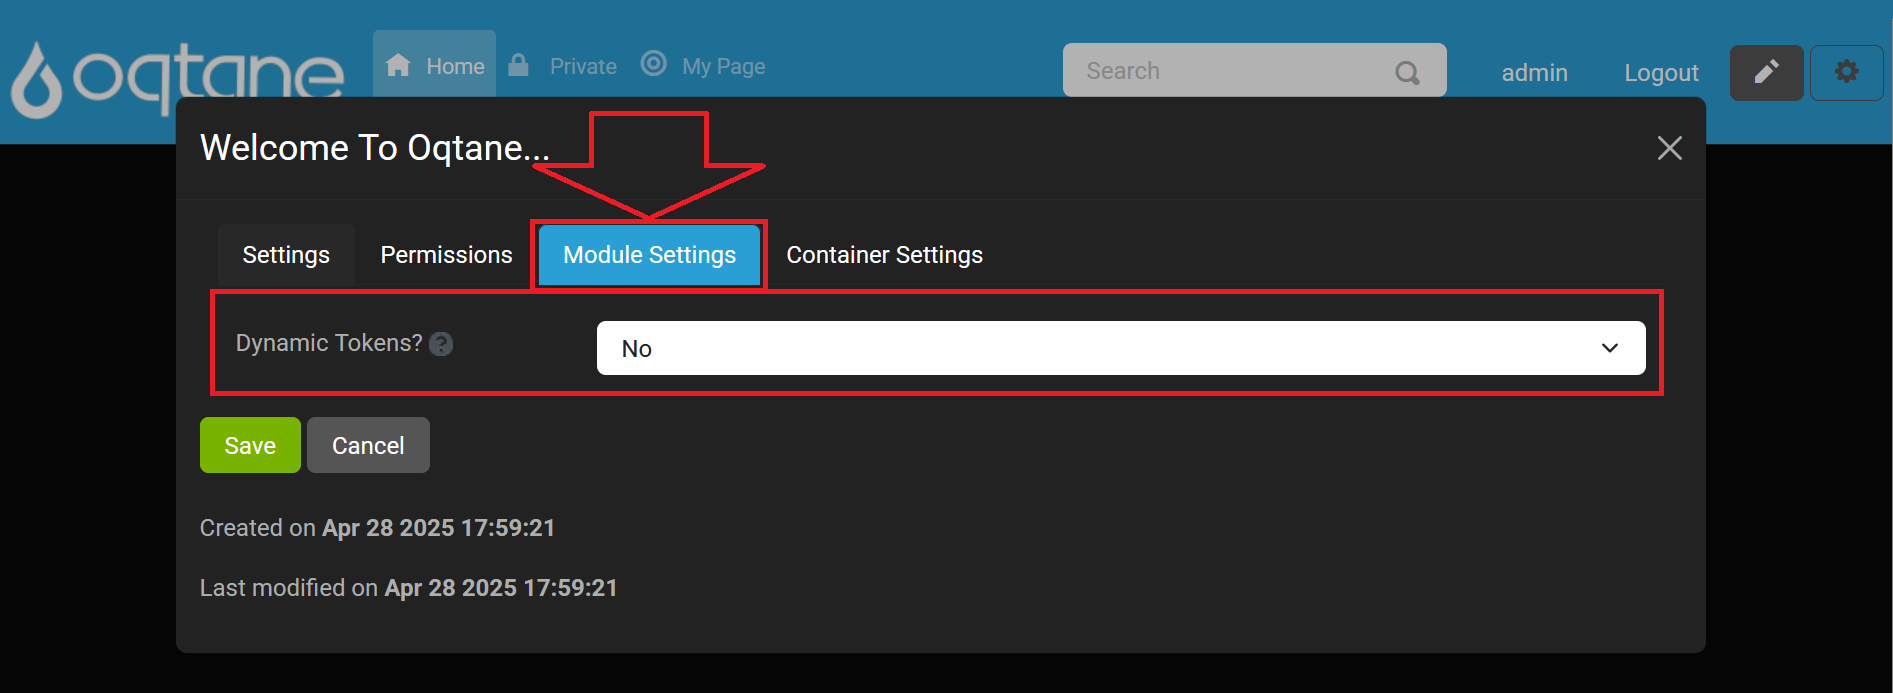 oqtane Home Private My Page Search admin Logout
Welcome To Oqtane...
Settings Permissions Module Settings Container Settings
Dynamic Tokens? ? No
Save Cancel
Created on Apr 28 2025 17:59:21
Last modified on Apr 28 2025 17:59:21